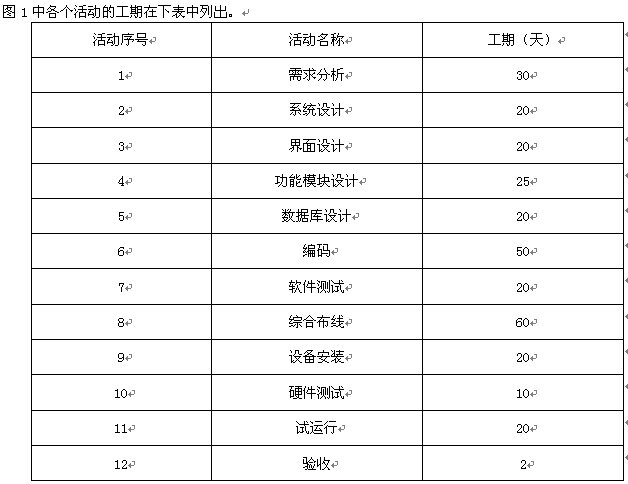 图1中各个活动的工期在下表中列出。
活动序号 活动名称 工期（天）
1 需求分析 30
2 系统设计 20
3 界面设计 20
4 功能模块设计 25
5 数据库设计 20
6 编码 50
7 软件测试 20
8 综合布线 60
9 设备安装 20
10 硬件测试 10
11 试运行 20
12 验收 2